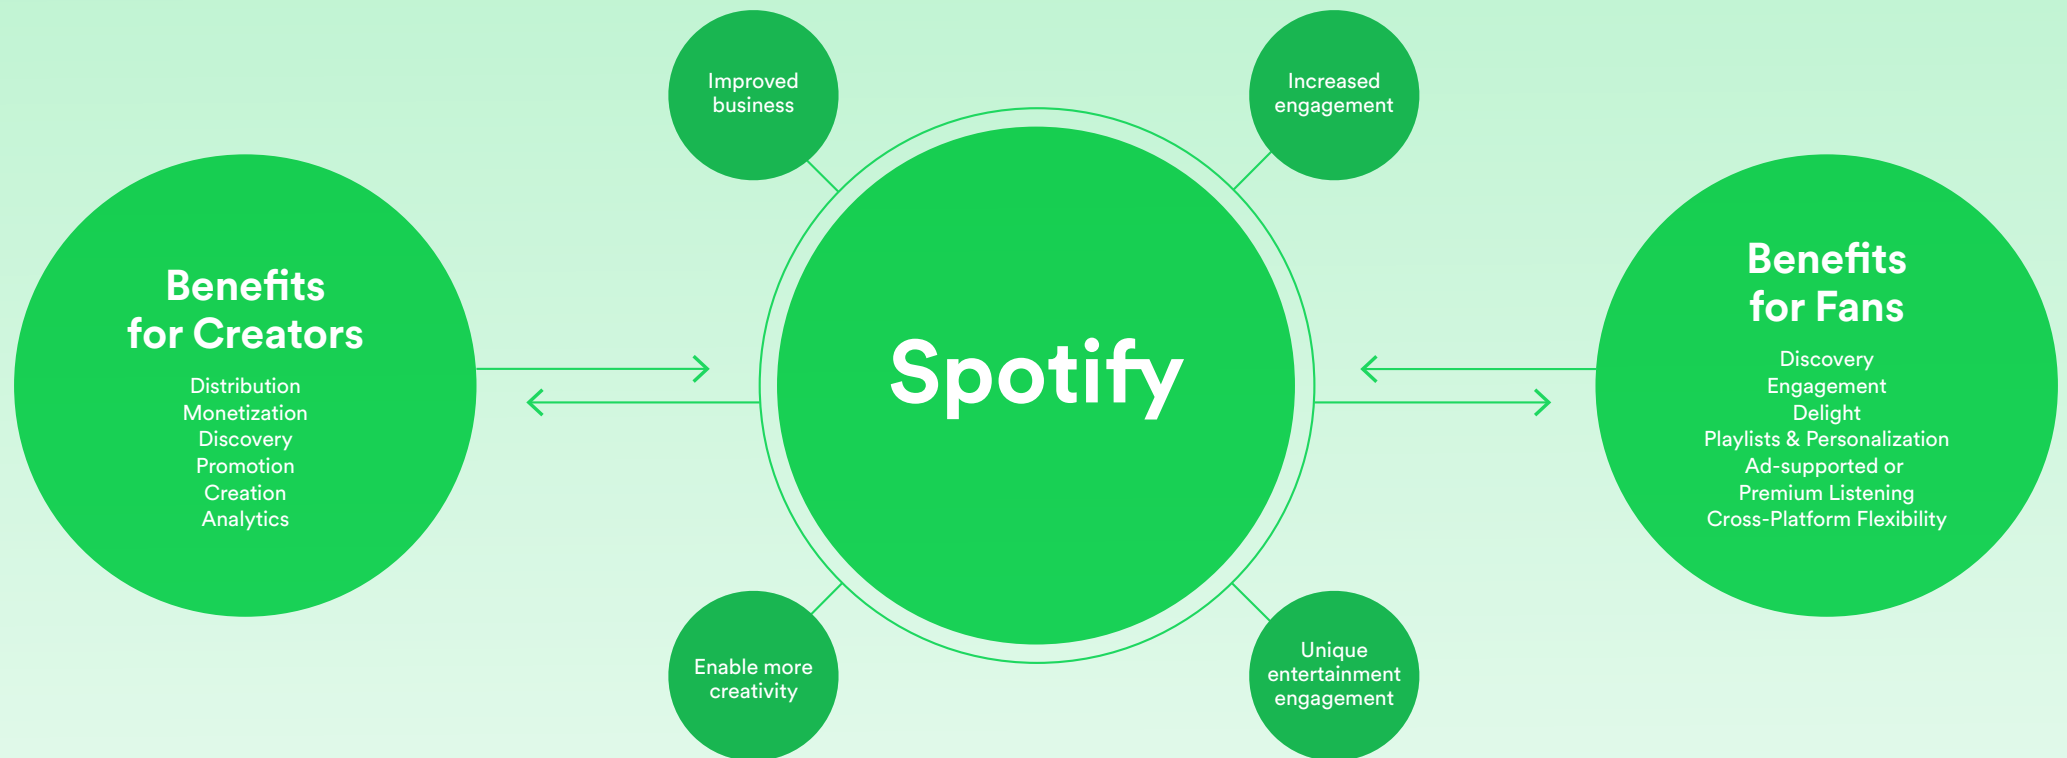 Improved
business
Increased
engagement
Benefits
for Creators
Distribution
Monetization
Discovery
Promotion
Creation
Analytics
Spotify
Benefits
for Fans
Discovery
Engagement
Delight
Playlists & Personalization
Ad-supported or
Premium Listening
Cross-Platform Flexibility
Enable more
creativity
Unique
entertainment
engagement